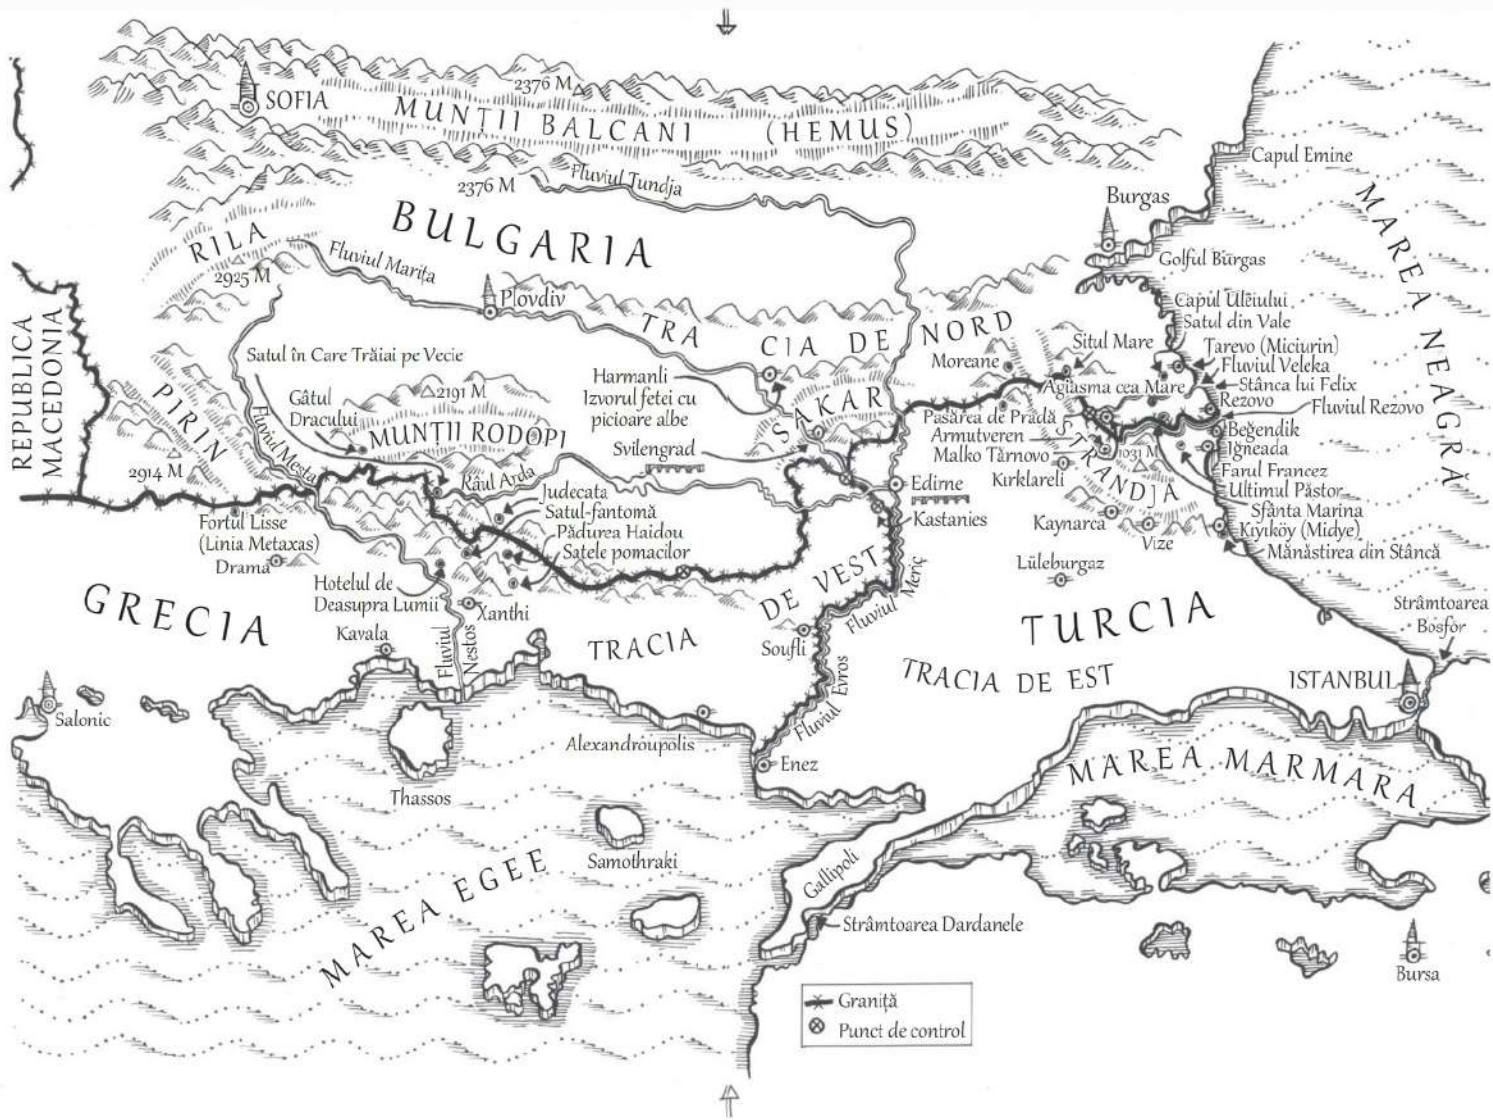 SOFIA
2376 M
MUNȚII BALCANI (HEMUS)
2376 M
Fluviul Tundja
Capul Emine
MAREA NEAGRĂ
Burgas
BULGARIA
RILA
2925 M
Fluviul Marița
Golful Burgas
Plovdiv
Capul Uleiului
Satul din Vale
TRACIA DE NORD
REPUBLICA
MACEDONIA
Satul în Care Trăiai pe Vecie
Situl Mare
Tarevo (Miciurin)
Moreane
Fluviul Veleka
Harmanli
Izvorul fetei cu
picioare albe
Agiasma cea Mare
Stânca lui Felix
Rezovo
Fluviul Rezovo
PIRIN
2914 M
Gâtul
Dracului
2191 M
MUNȚII RODOPI
SAKAR
Pasărea de Pradă
Armutveren
Malko Tărnovo
Kırklareli
STRANDJA
1031 M
Beğendik
Iğneada
Farul Francez
Ultimul Păstor
Sfânta Marina
Kıyıköy (Midye)
Mănăstirea din Stâncă
Svilengrad
Fluviul Mesta
Râul Arda
Edirne
Kastanies
Judecata
Satul-fantomă
Pădurea Haidou
Satele pomacilor
Fortul Lisse
(Linia Metaxas)
Drama
Kaynarca
Vize
Lüleburgaz
Hotelul de
Deasupra Lumii
Xanthi
Kavala
GRECIA
Fluviul
Nestos
TRACIA
DE VEST
Soufli
Fluviul Meriç
Fluviul Evros
TURCIA
TRACIA DE EST
Strâmtoarea
Bosfor
ISTANBUL
Salonic
Alexandroupolis
Enez
MAREA MARMARA
Thassos
Samothraki
MAREA EGEE
Gallipoli
Strâmtoarea Dardanele
Bursa
Graniță
Punct de control